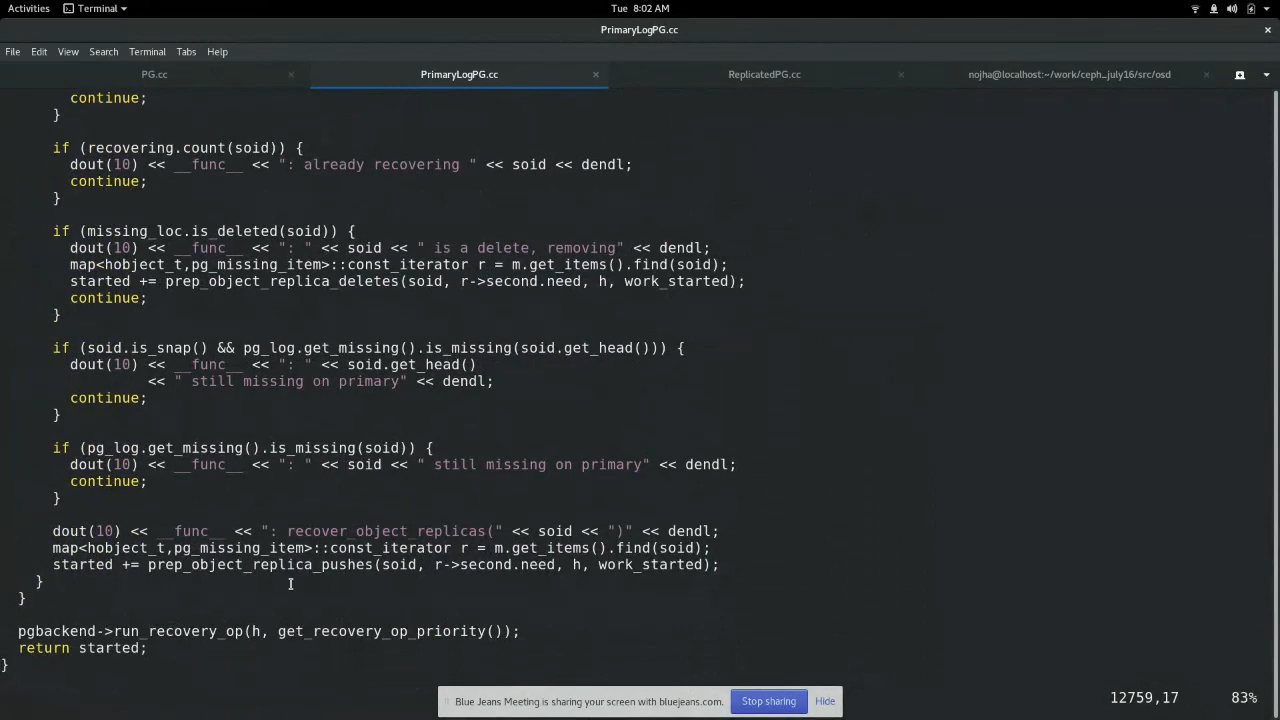 Activities Terminal Tue 8:02 AM
PrimaryLogPG.cc ×
File Edit View Search Terminal Tabs Help
PG.cc × PrimaryLogPG.cc × ReplicatedPG.cc × nojha@localhost:~/work/ceph_july16/src/osd ×
continue;
}
if (recovering.count(soid)) {
dout(10) << __func__ << ": already recovering " << soid << dendl;
continue;
}
if (missing_loc.is_deleted(soid)) {
dout(10) << __func__ << ": " << soid << " is a delete, removing" << dendl;
map<hobject_t,pg_missing_item>::const_iterator r = m.get_items().find(soid);
started += prep_object_replica_deletes(soid, r->second.need, h, work_started);
continue;
}
if (soid.is_snap() && pg_log.get_missing().is_missing(soid.get_head())) {
dout(10) << __func__ << ": " << soid.get_head()
<< " still missing on primary" << dendl;
continue;
}
if (pg_log.get_missing().is_missing(soid)) {
dout(10) << __func__ << ": " << soid << " still missing on primary" << dendl;
continue;
}
dout(10) << __func__ << ": recover_object_replicas(" << soid << ")" << dendl;
map<hobject_t,pg_missing_item>::const_iterator r = m.get_items().find(soid);
started += prep_object_replica_pushes(soid, r->second.need, h, work_started);
}
}
pgbackend->run_recovery_op(h, get_recovery_op_priority());
return started;
}
Blue Jeans Meeting is sharing your screen with bluejeans.com. Stop sharing Hide
12759,17 83%